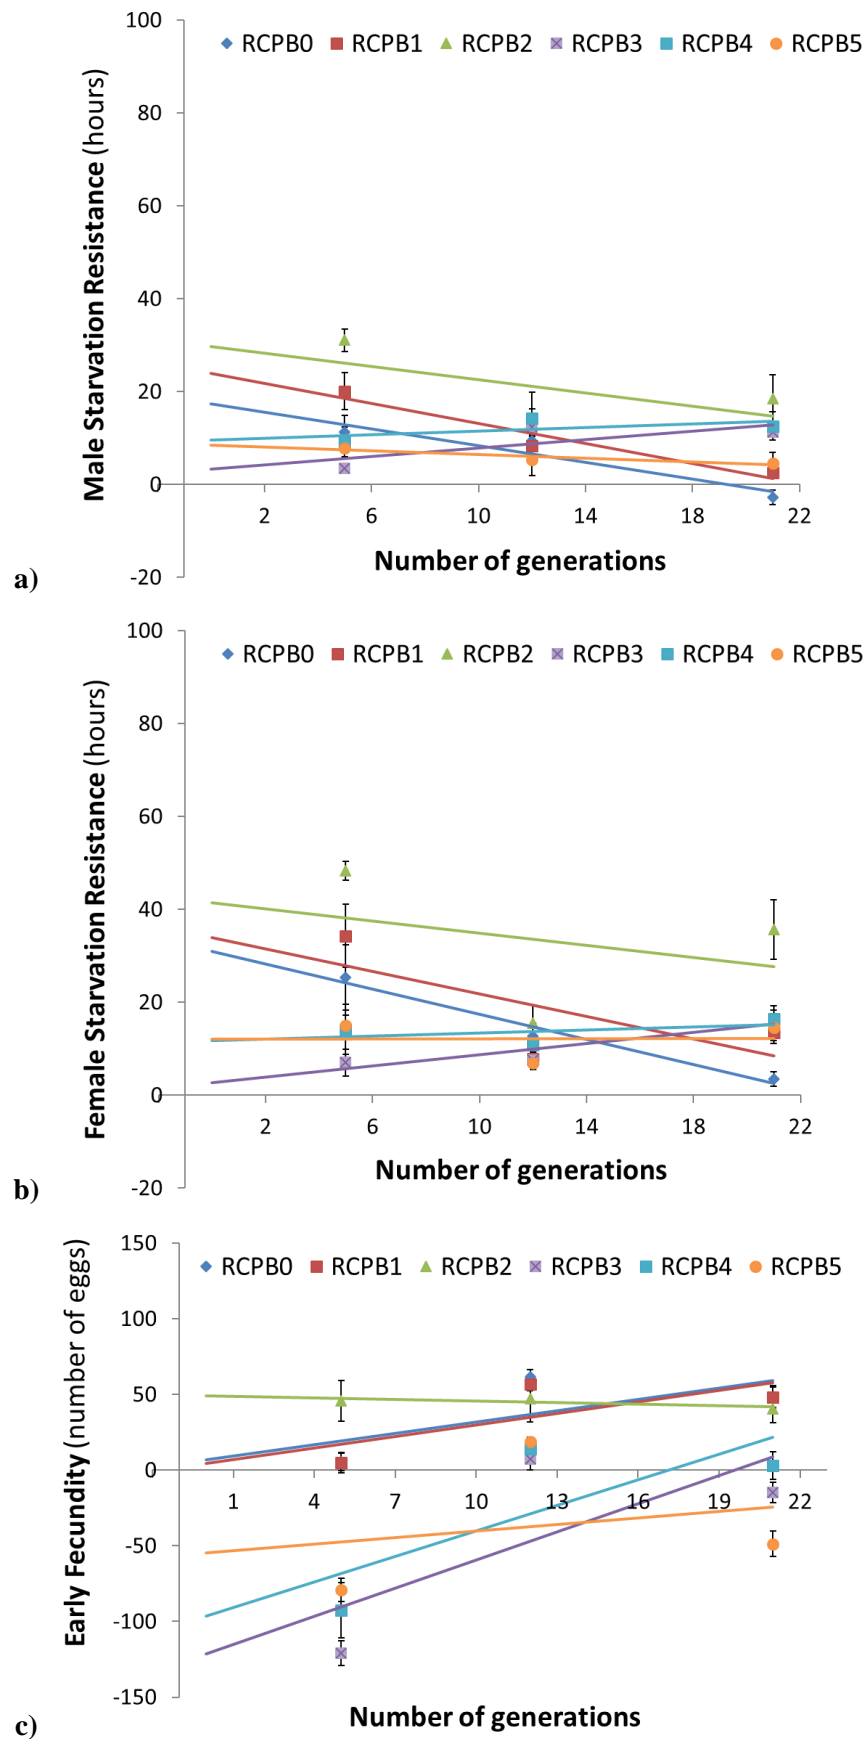 100
RCPB0 RCPB1 RCPB2 RCPB3 RCPB4 RCPB5
80
60
40
20
0
-20
2 6 10 14 18 22
Male Starvation Resistance (hours)
Number of generations
a)
100
RCPB0 RCPB1 RCPB2 RCPB3 RCPB4 RCPB5
80
60
40
20
0
-20
2 6 10 14 18 22
Female Starvation Resistance (hours)
Number of generations
b)
150
RCPB0 RCPB1 RCPB2 RCPB3 RCPB4 RCPB5
100
50
0
-50
-100
-150
1 4 7 10 13 16 19 22
Early Fecundity (number of eggs)
Number of generations
c)